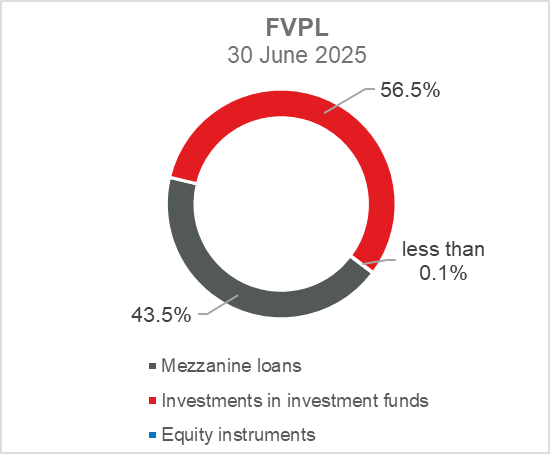 FVPL
30 June 2025
56.5%
less than
0.1%
43.5%
Mezzanine loans
Investments in investment funds
Equity instruments